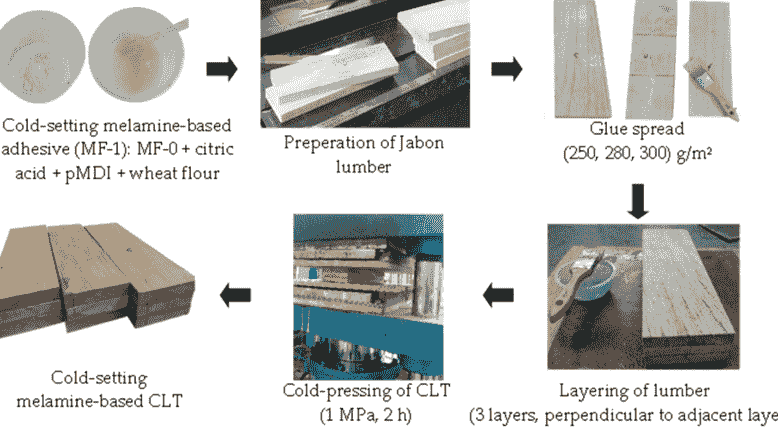 Cold-setting melamine-based
adhesive (MF-1): MF-0 + citric
acid + pMDI + wheat flour
Preperation of Jabon
lumber
Glue spread
(250, 280, 300) g/m²
Layering of lumber
(3 layers, perpendicular to adjacent laye
Cold-pressing of CLT
(1 MPa, 2 h)
Cold-setting
melamine-based CLT